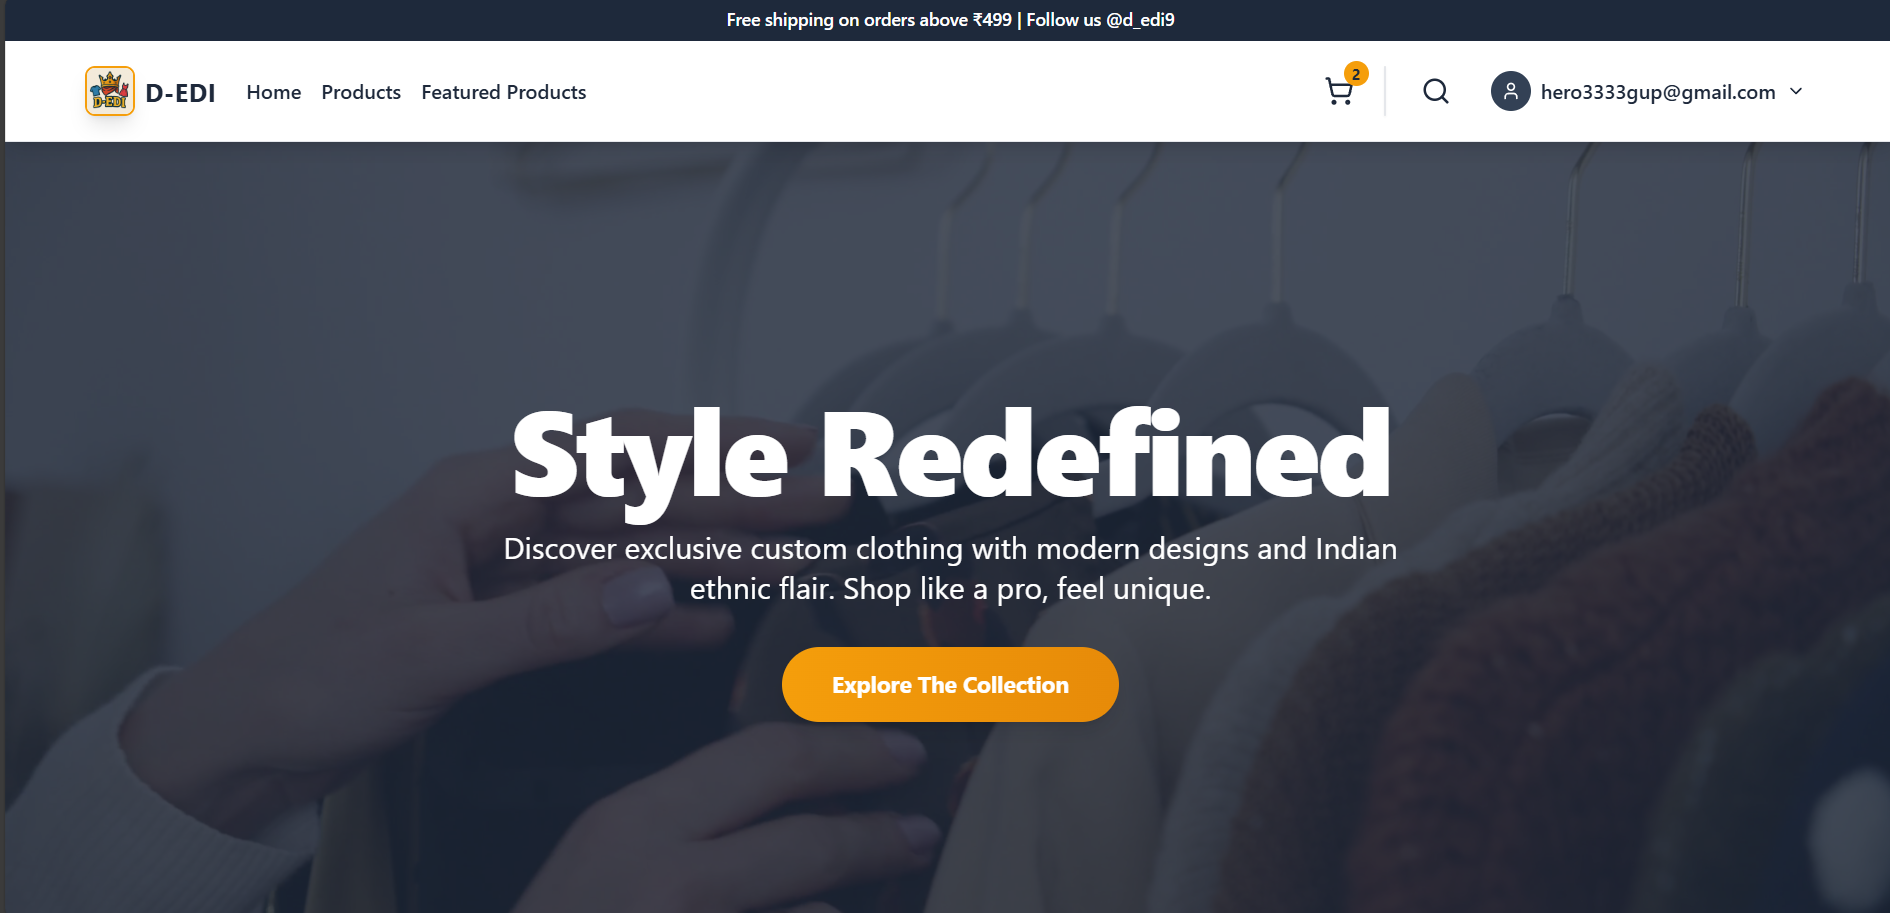 Free shipping on orders above ₹499 | Follow us @d_edi9
D-EDI
D-EDI
Home
Products
Featured Products
2
hero3333gup@gmail.com
Style Redefined
Discover exclusive custom clothing with modern designs and Indian
ethnic flair. Shop like a pro, feel unique.
Explore The Collection